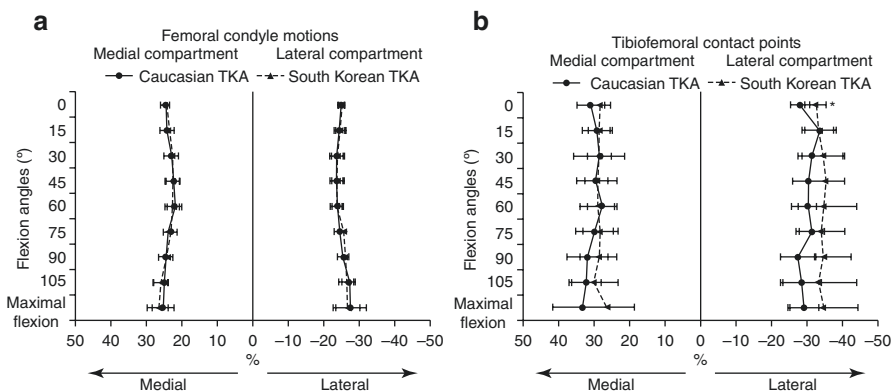 a
Femoral condyle motions
Medial compartment Lateral compartment
Caucasian TKA South Korean TKA
Flexion angles (°)
0
15
30
45
60
75
90
105
Maximal
flexion
50 30 10 0 –10 –20 –30 –40 –50
%
Medial Lateral
b
Tibiofemoral contact points
Medial compartment Lateral compartment
Caucasian TKA South Korean TKA
Flexion angles (°)
0 *
15
30
45
60
75
90
105
Maximal
flexion
50 40 30 20 10 0 –10 –20 –30 –40 –50
%
Medial Lateral